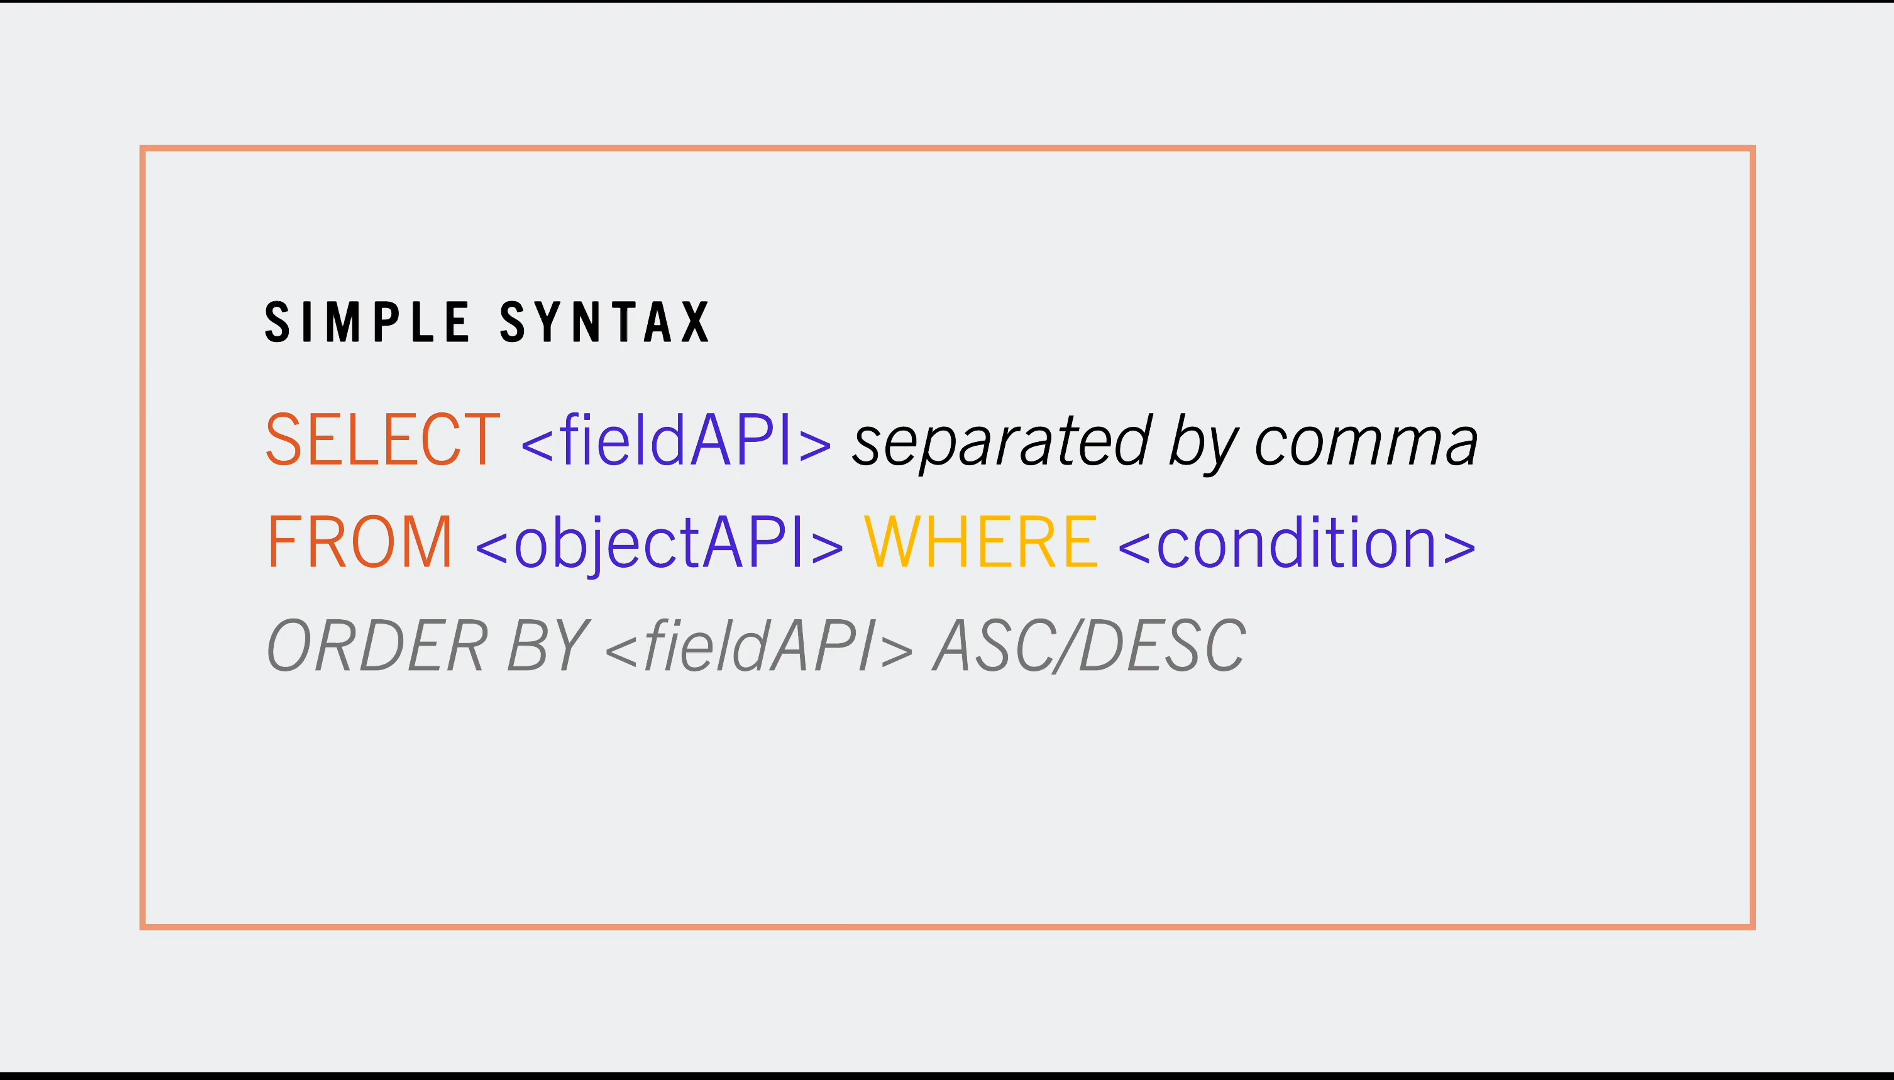 SIMPLE SYNTAX
SELECT <fieldAPI> separated by comma
FROM <objectAPI> WHERE <condition>
ORDER BY <fieldAPI> ASC/DESC